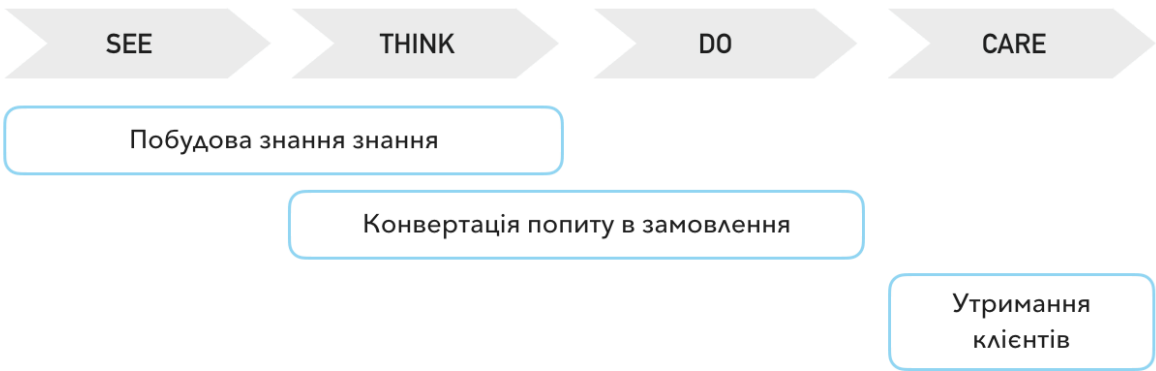 SEE
THINK
DO
CARE
Побудова знання знання
Конвертація попиту в замовлення
Утримання
клієнтів